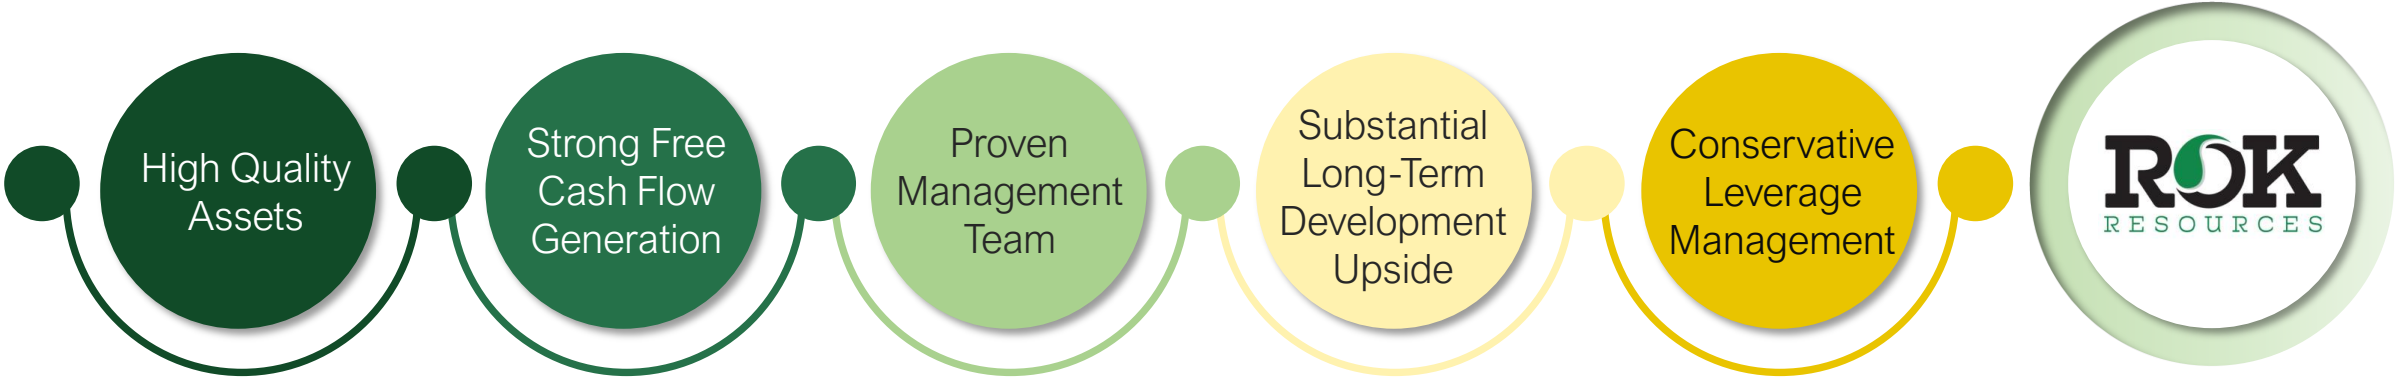 High Quality
Assets
Strong Free
Cash Flow
Generation
Proven
Management
Team
Substantial
Long-Term
Development
Upside
Conservative
Leverage
Management
ROK
RESOURCES